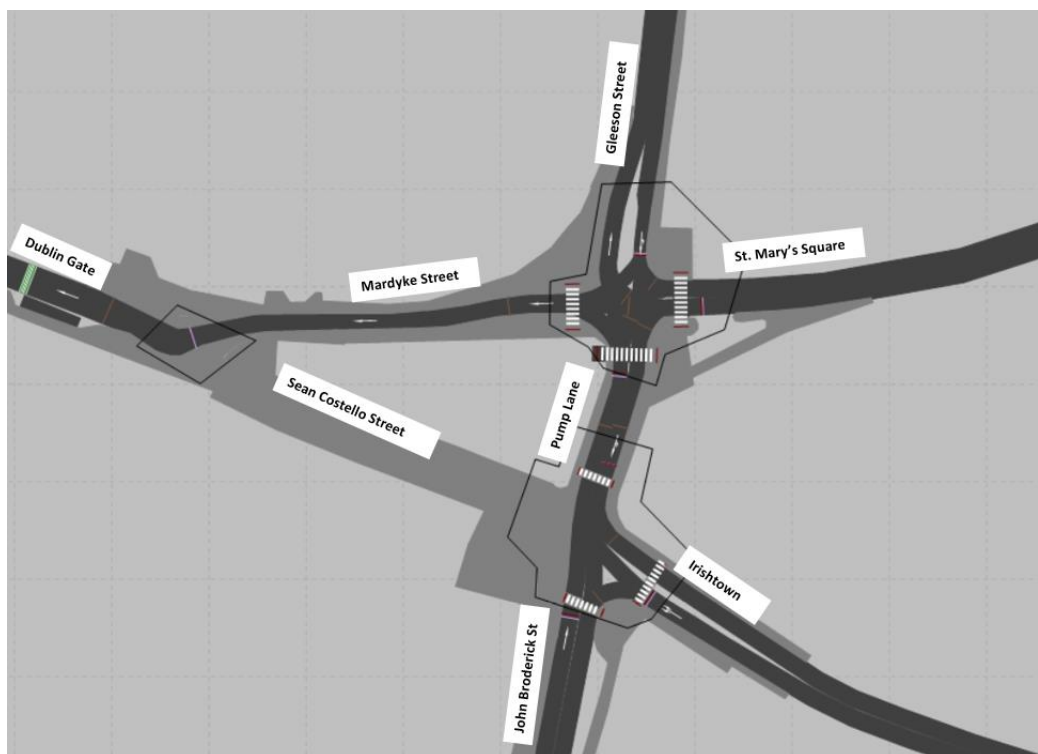 Gleeson Street
St. Mary's Square
Dublin Gate
Mardyke Street
Sean Costello Street
Pump Lane
Irishtown
John Broderick St